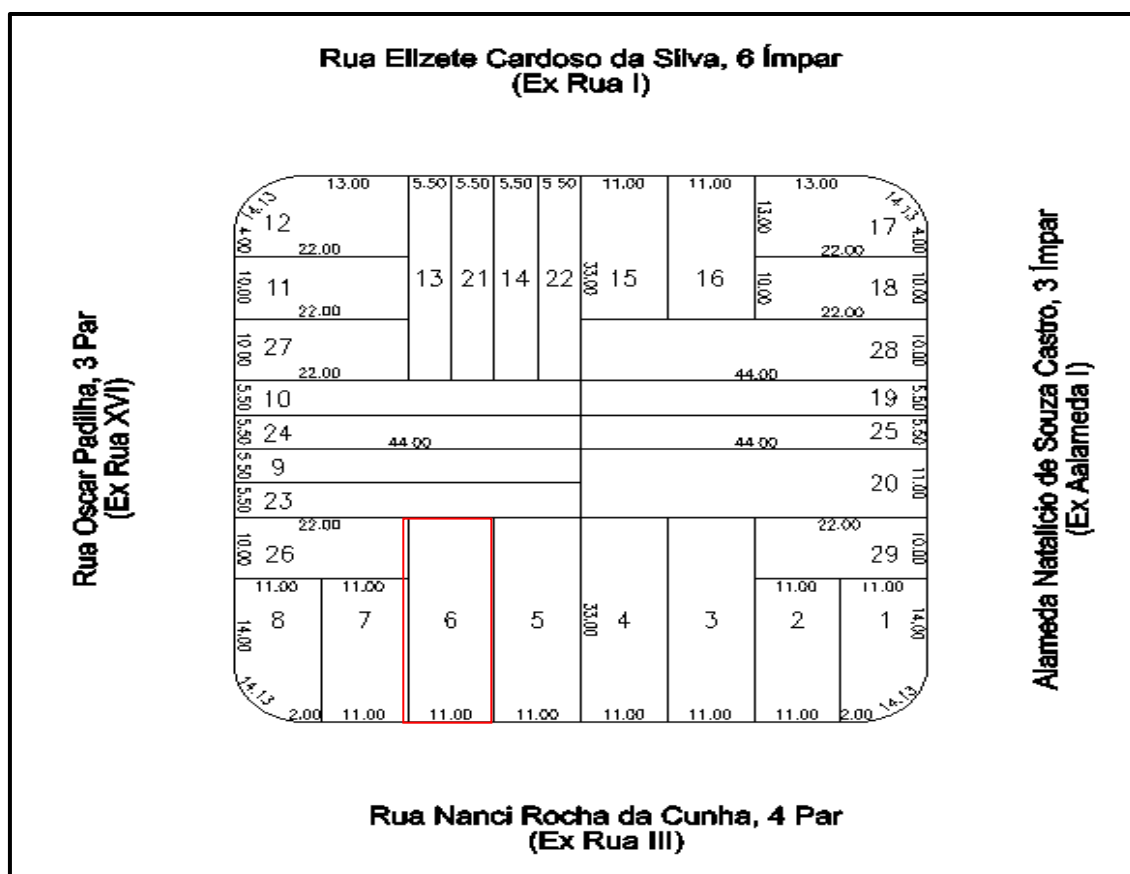 Rua Elizete Cardoso da Silva, 6 Ímpar
(Ex Rua I)
13.00 5.50 5.50 5.50 5.50 11.00 11.00 13.00
14.13 14.13
12 17
4.00 13.00 4.00
22.00 22.00
10.00 11 13 21 14 22 33.00 15 16 10.00 18 10.00
22.00 22.00
10.00 27 28 10.00
22.00 44.00
5.50 10 19 5.50
5.50 24 44.00 44.00 25 5.50
5.50 9
20 11.00
5.50 23
22.00 22.00
10.00 26 29 10.00
11.00 11.00 11.00 11.00
14.00 8 7 6 5 33.00 4 3 2 1 14.00
14.13 14.13
2.00 11.00 11.00 11.00 11.00 11.00 11.00 2.00
Rua Oscar Padilha, 3 Par
(Ex Rua XVI)
Alameda Natalício de Souza Castro, 3 Ímpar
(Ex Aalameda I)
Rua Nanci Rocha da Cunha, 4 Par
(Ex Rua III)